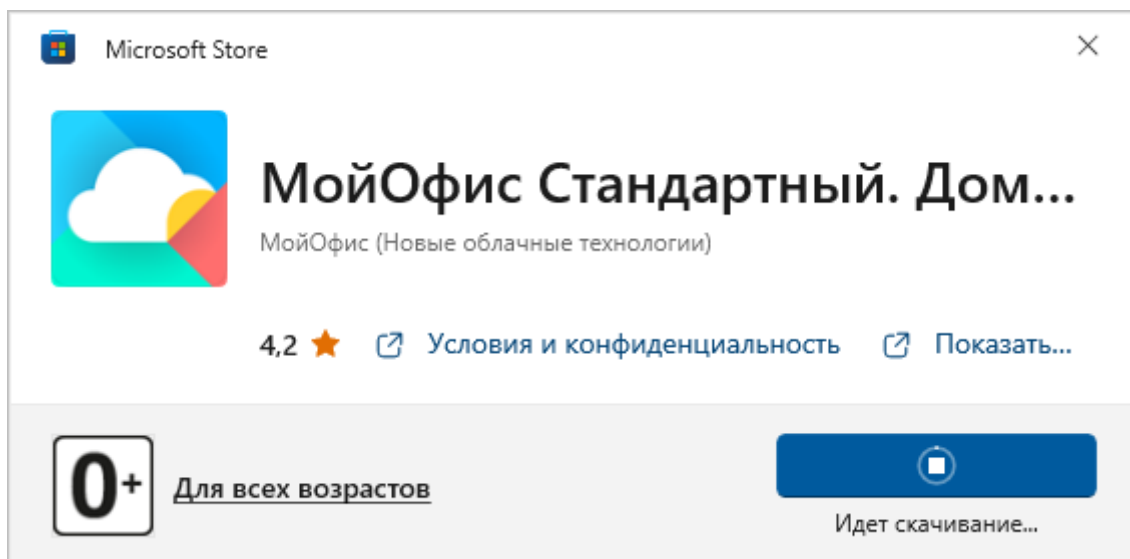 Microsoft Store
МойОфис Стандартный. Дом...
МойОфис (Новые облачные технологии)
4,2 Условия и конфиденциальность Показать...
0+ Для всех возрастов
Идет скачивание...